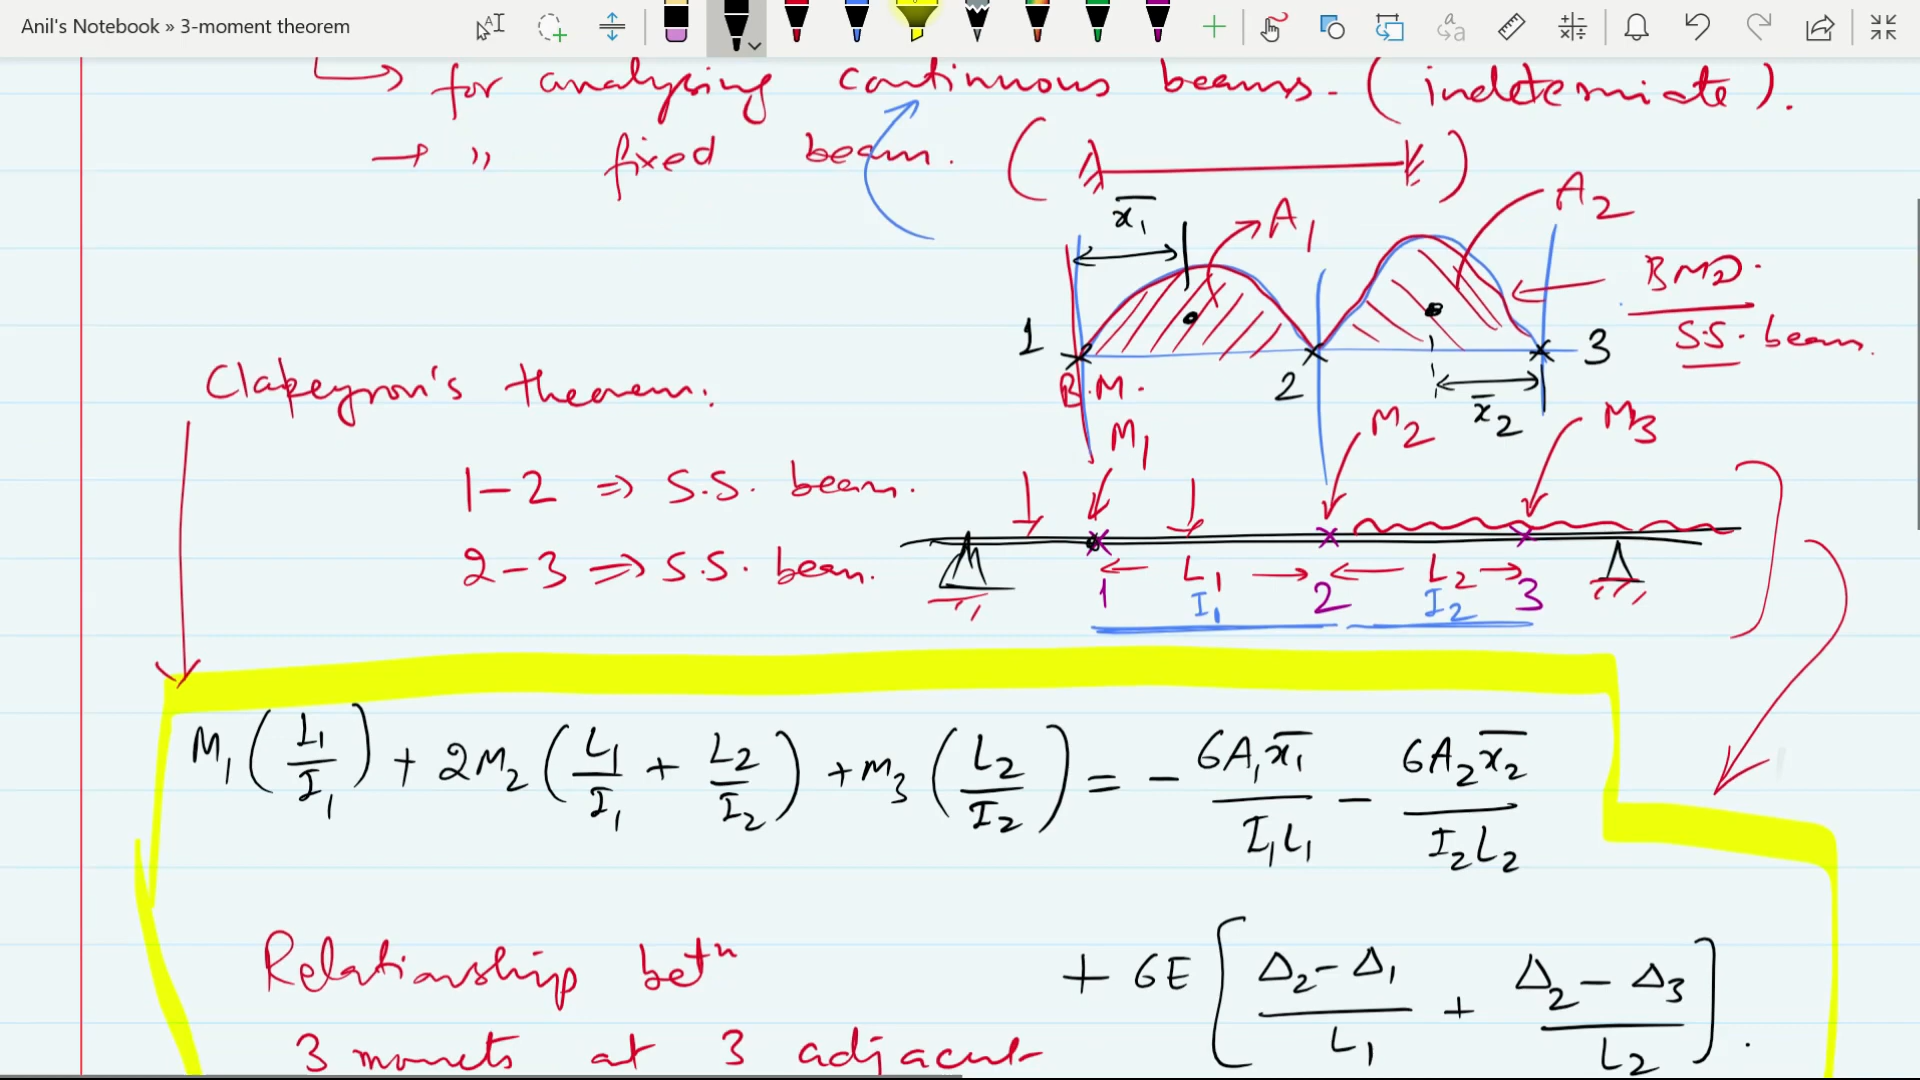 Anil's Notebook » 3-moment theorem
↳ for analysing continuous beams. (indeterminate).
→ 〃 fixed beam. ( )
x̄₁
A₁
A₂
BMD.
S.S. beam.
1
2
3
B.M.
x̄₂
Clapeyron's theorem:
M₁
M₂
M₃
1-2 ⇒ S.S. beam.
2-3 ⇒ S.S. beam.
← L₁ → ← L₂ →
1 I₁ 2 I₂ 3
M₁(L₁/I₁) + 2M₂(L₁/I₁ + L₂/I₂) + M₃(L₂/I₂) = - 6A₁x̄₁/I₁L₁ - 6A₂x̄₂/I₂L₂
+ 6E[Δ₂-Δ₁/L₁ + Δ₂-Δ₃/L₂].
Relationship betⁿ
3 moments at 3 adjacent